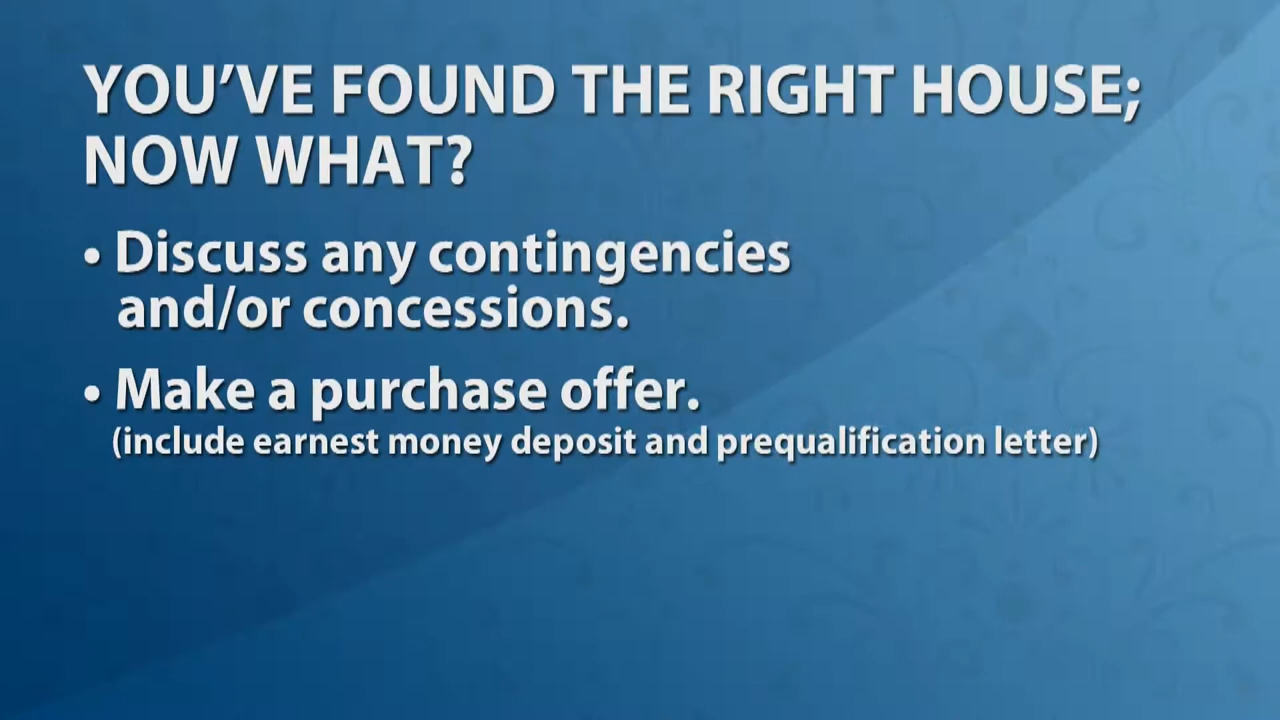 YOU’VE FOUND THE RIGHT HOUSE;
NOW WHAT?
• Discuss any contingencies
and/or concessions.
• Make a purchase offer.
(include earnest money deposit and prequalification letter)